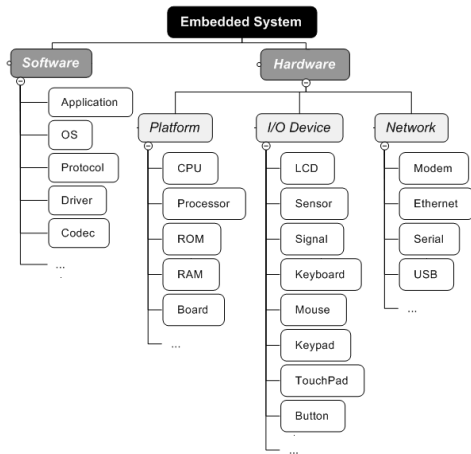 Embedded System
Software
Hardware
Application
OS
Protocol
Driver
Codec
...
Platform
CPU
Processor
ROM
RAM
Board
...
I/O Device
LCD
Sensor
Signal
Keyboard
Mouse
Keypad
TouchPad
Button
...
Network
Modem
Ethernet
Serial
USB
...